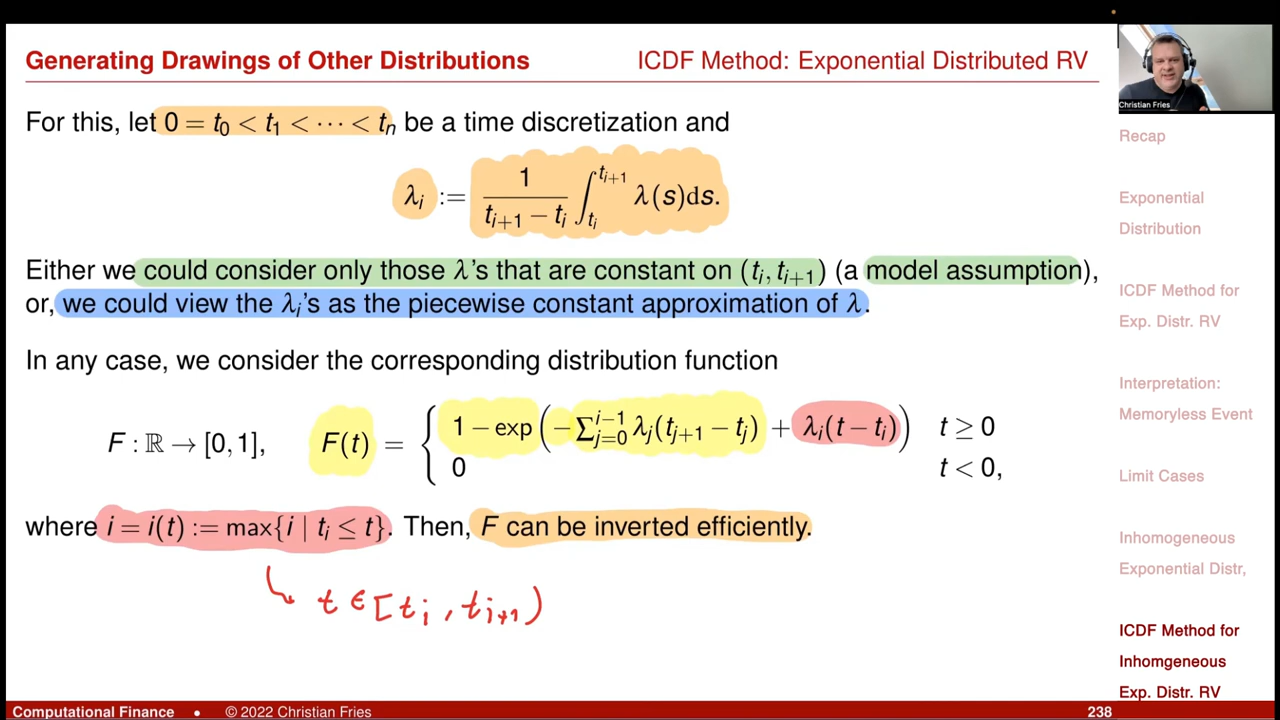 Generating Drawings of Other Distributions ICDF Method: Exponential Distributed RV
Christian Fries
For this, let 0 = t₀ < t₁ < ⋯ < tₙ be a time discretization and
λᵢ := 1/(tᵢ₊₁ − tᵢ) ∫_{tᵢ}^{tᵢ₊₁} λ(s)ds.
Either we could consider only those λ's that are constant on (tᵢ, tᵢ₊₁) (a model assumption),
or, we could view the λᵢ's as the piecewise constant approximation of λ.
In any case, we consider the corresponding distribution function
F : ℝ → [0, 1], F(t) = { 1 − exp(−∑_{j=0}^{i−1} λⱼ(tⱼ₊₁ − tⱼ) + λᵢ(t − tᵢ)) t ≥ 0
0 t < 0,
where i = i(t) := max{i | tᵢ ≤ t}. Then, F can be inverted efficiently.
t ∈ [tᵢ, tᵢ₊₁)
Recap
Exponential
Distribution
ICDF Method for
Exp. Distr. RV
Interpretation:
Memoryless Event
Limit Cases
Inhomogeneous
Exponential Distr,
ICDF Method for
Inhomgeneous
Exp. Distr. RV
Computational Finance • © 2022 Christian Fries 238